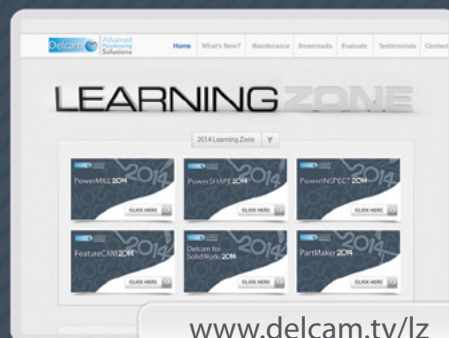 Delcam Advanced Manufacturing Solutions
Home What's New? Maintenance Downloads Evaluate Testimonials Contact
LEARNING ZONE
2014 Learning Zone
PowerMILL 2014 PowerSHAPE 2014 PowerINSPECT 2014
CLICK HERE CLICK HERE CLICK HERE
FeatureCAM 2014 Delcam for SolidWorks 2014 PartMaker 2014
CLICK HERE CLICK HERE CLICK HERE
www.delcam.tv/lz